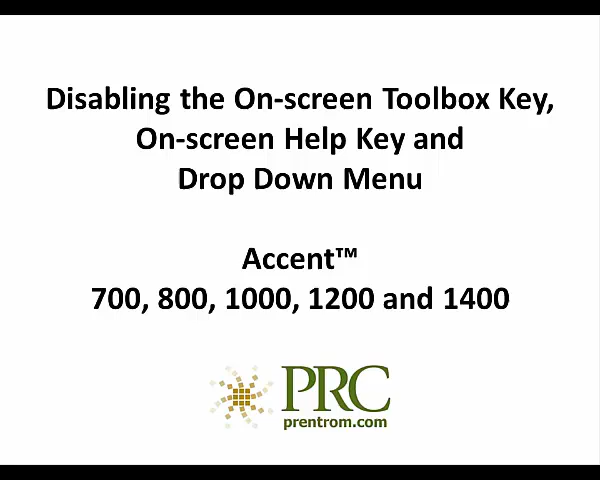 Disabling the On-screen Toolbox Key,
On-screen Help Key and
Drop Down Menu
Accent™
700, 800, 1000, 1200 and 1400
PRC
prentrom.com